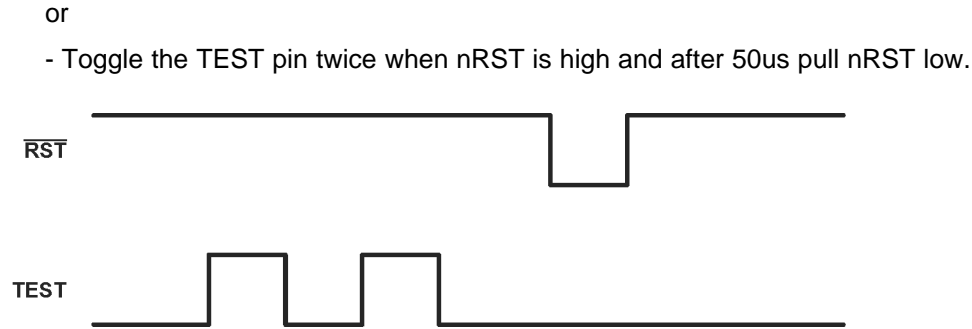 or
- Toggle the TEST pin twice when nRST is high and after 50us pull nRST low.
RST
TEST